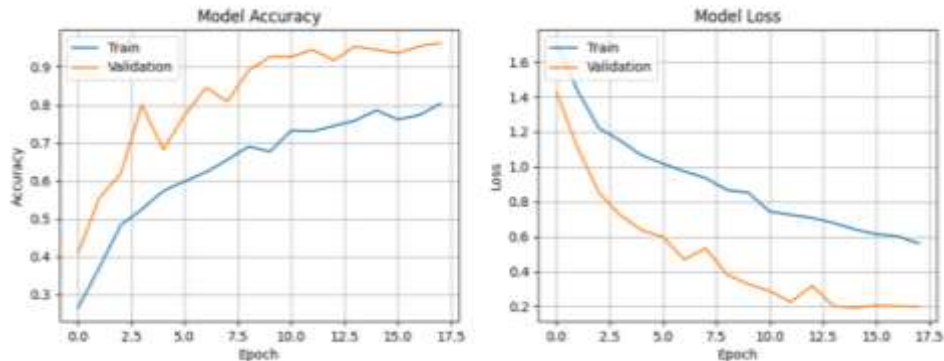 Model Accuracy
Train
Validation
0.9
0.8
0.7
0.6
0.5
0.4
0.3
Accuracy
0.0 2.5 5.0 7.5 10.0 12.5 15.0 17.5
Epoch
Model Loss
Train
Validation
1.6
1.4
1.2
1.0
0.8
0.6
0.4
0.2
Loss
0.0 2.5 5.0 7.5 10.0 12.5 15.0 17.5
Epoch